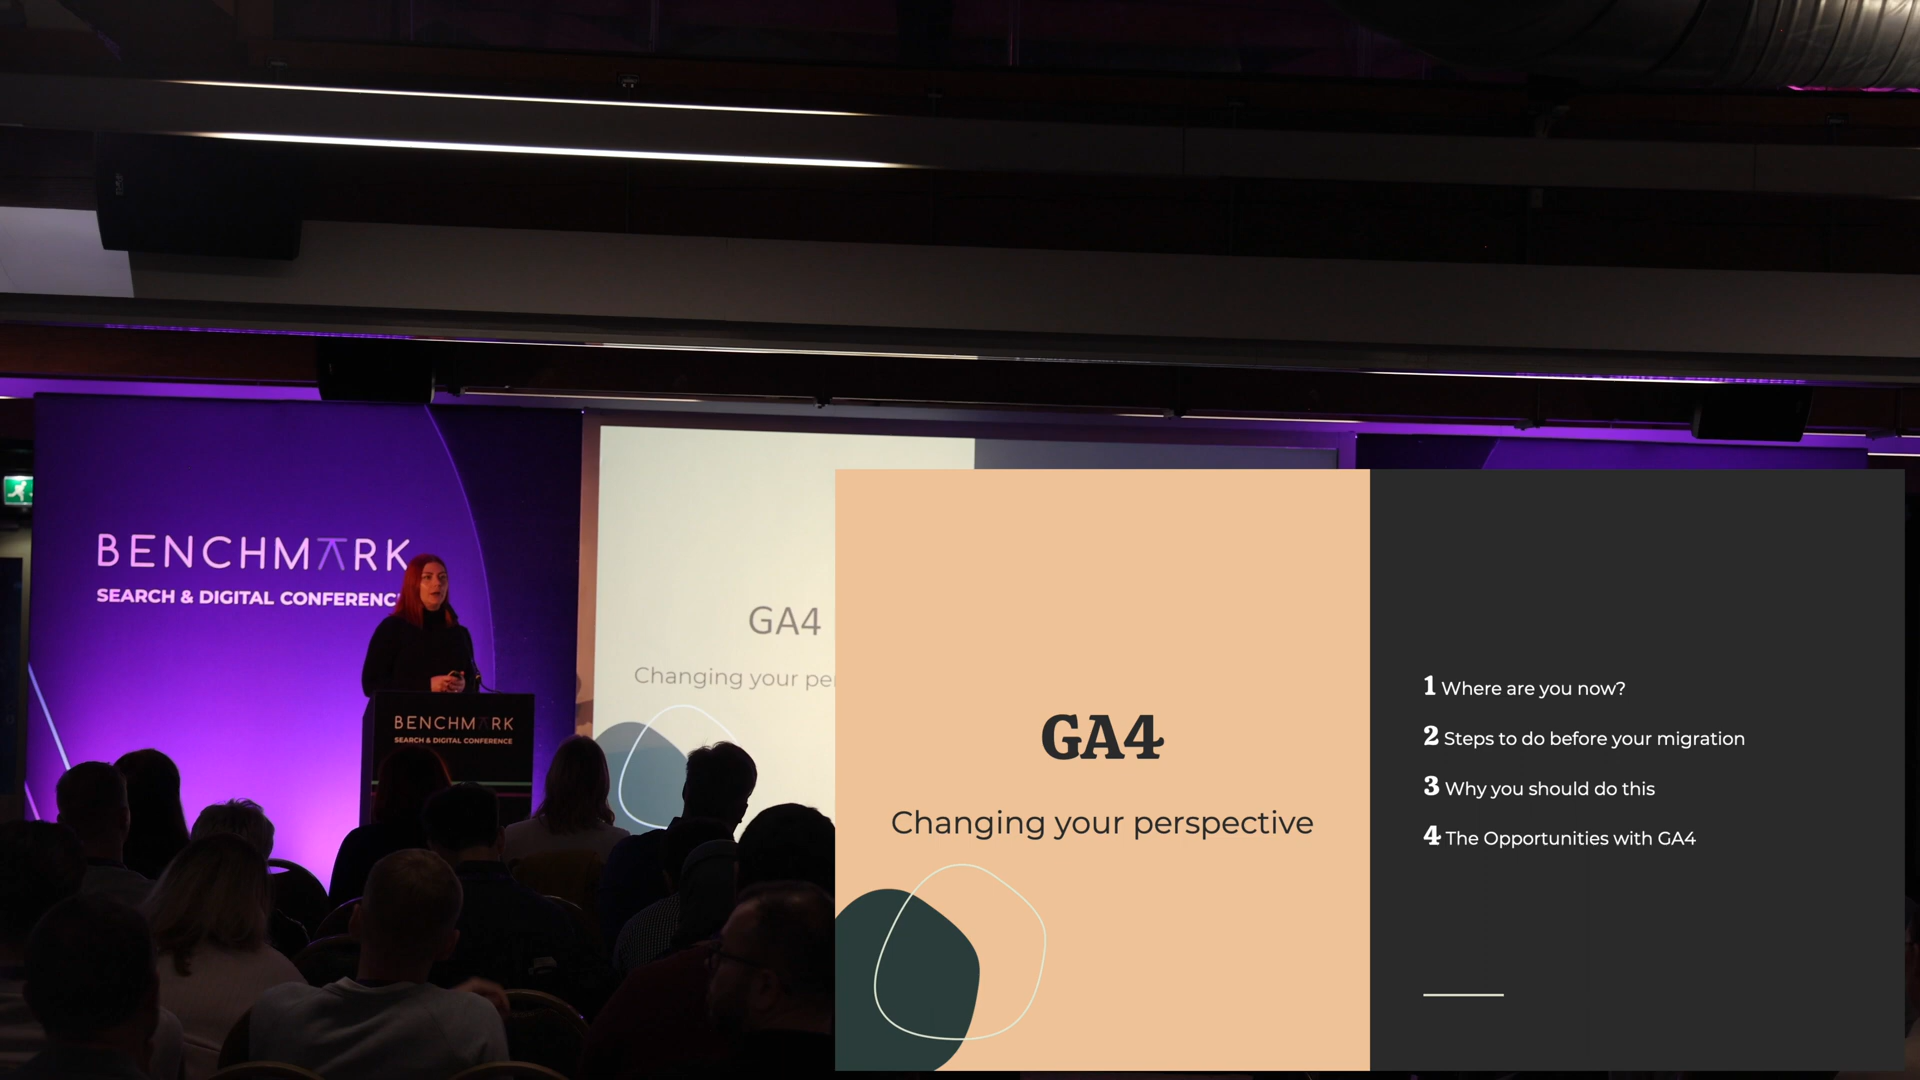 BENCHMARK
SEARCH & DIGITAL CONFERENC
GA4
Changing your per
BENCHMARK
SEARCH & DIGITAL CONFERENCE
GA4
Changing your perspective
1 Where are you now?
2 Steps to do before your migration
3 Why you should do this
4 The Opportunities with GA4